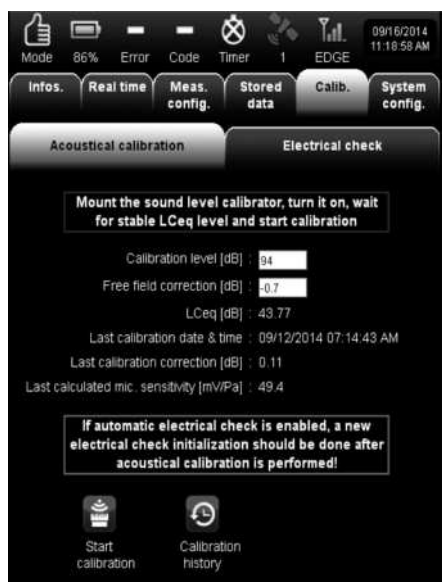 Mode 86% Error Code Timer 1 EDGE
09/16/2014
11:18:58 AM
Infos. Real time Meas. config. Stored data Calib. System config.
Acoustical calibration Electrical check
Mount the sound level calibrator, turn it on, wait
for stable LCeq level and start calibration
Calibration level [dB] : 94
Free field correction [dB] : -0.7
LCeq [dB] : 43.77
Last calibration date & time : 09/12/2014 07:14:43 AM
Last calibration correction [dB] : 0.11
Last calculated mic. sensitivity [mV/Pa] : 49.4
If automatic electrical check is enabled, a new
electrical check initialization should be done after
acoustical calibration is performed!
Start
calibration
Calibration
history